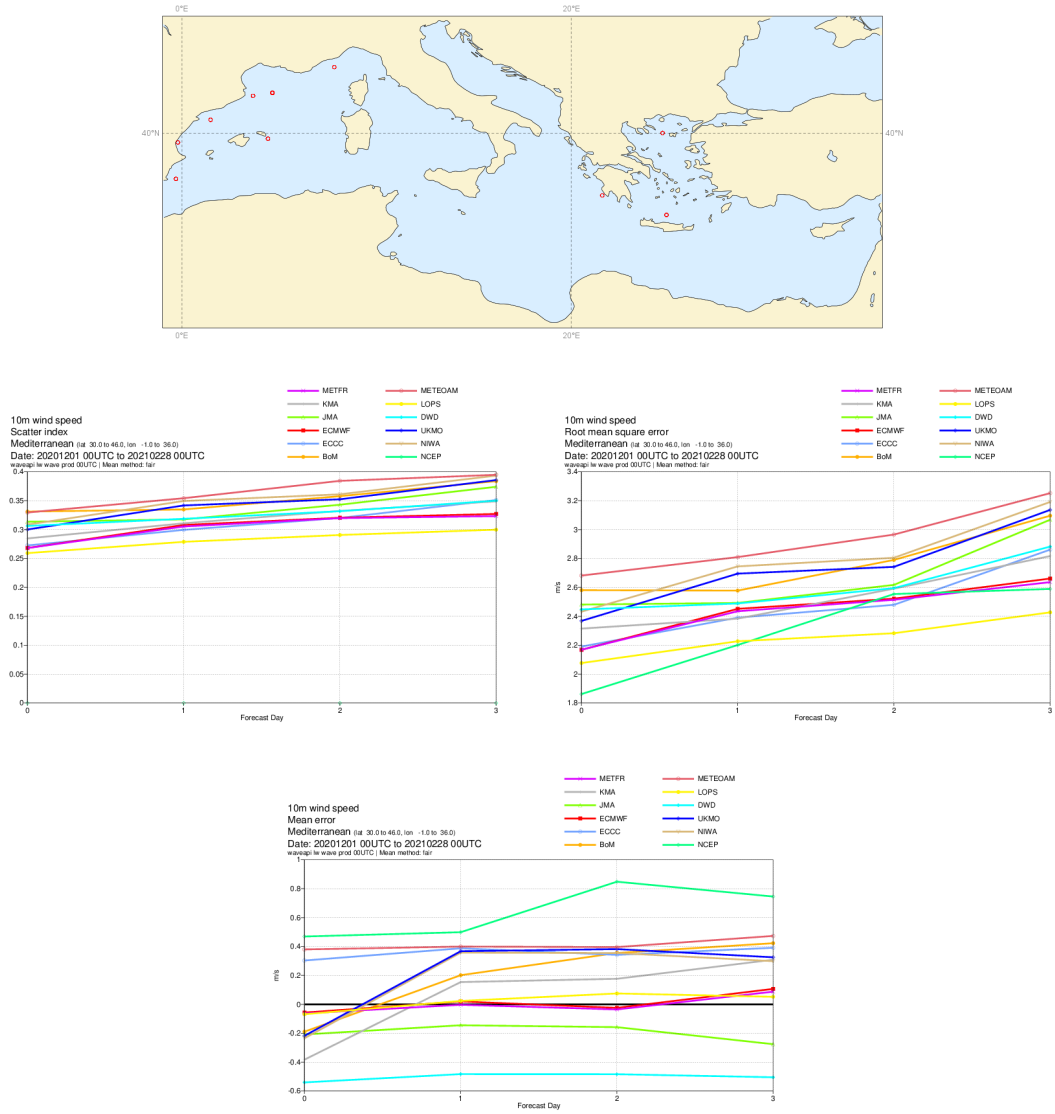 0°E
20°E
40°N
40°N
0°E
20°E
METFR
METEOAM
KMA
LOPS
JMA
DWD
ECMWF
UKMO
ECCC
NIWA
BoM
NCEP
10m wind speed
Scatter index
Mediterranean (lat 30.0 to 46.0, lon -1.0 to 36.0)
Date: 20201201 00UTC to 20210228 00UTC
waveapi lw wave prod 00UTC | Mean method: fair
0.4
0.35
0.3
0.25
0.2
0.15
0.1
0.05
0
0
1
2
3
Forecast Day
METFR
METEOAM
KMA
LOPS
JMA
DWD
ECMWF
UKMO
ECCC
NIWA
BoM
NCEP
10m wind speed
Root mean square error
Mediterranean (lat 30.0 to 46.0, lon -1.0 to 36.0)
Date: 20201201 00UTC to 20210228 00UTC
waveapi lw wave prod 00UTC | Mean method: fair
3.4
3.2
3
2.8
2.6
2.4
2.2
2
1.8
m/s
0
1
2
3
Forecast Day
METFR
METEOAM
KMA
LOPS
JMA
DWD
ECMWF
UKMO
ECCC
NIWA
BoM
NCEP
10m wind speed
Mean error
Mediterranean (lat 30.0 to 46.0, lon -1.0 to 36.0)
Date: 20201201 00UTC to 20210228 00UTC
waveapi lw wave prod 00UTC | Mean method: fair
1
0.8
0.6
0.4
0.2
0
-0.2
-0.4
-0.6
m/s
0
1
2
3
Forecast Day